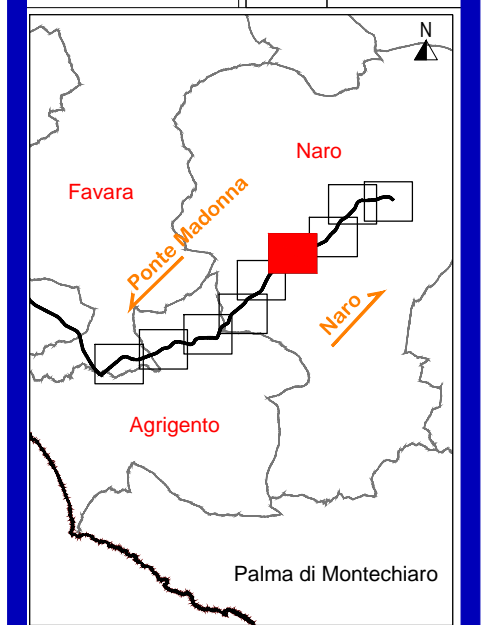 N
Naro
Favara
Ponte Madonna
Naro
Agrigento
Palma di Montechiaro